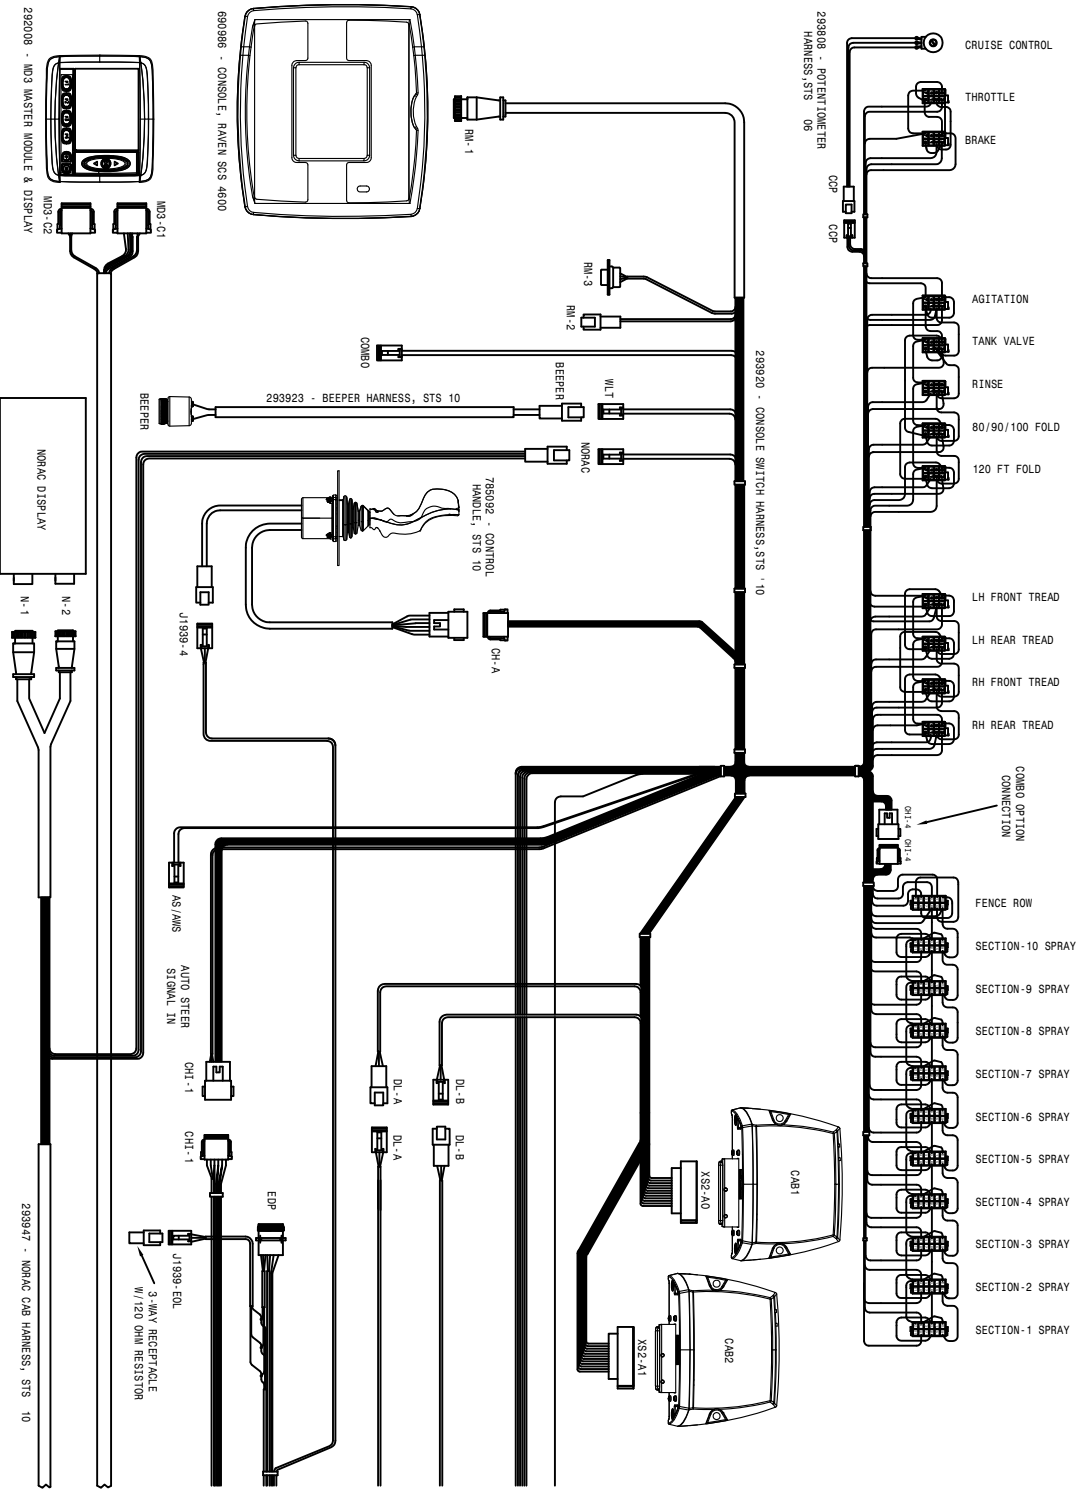 CRUISE CONTROL
THROTTLE
BRAKE
293808 - POTENTIOMETER
HARNESS,STS 06
CCP
CCP
AGITATION
TANK VALVE
RINSE
80/90/100 FOLD
120 FT FOLD
LH FRONT TREAD
LH REAR TREAD
RH FRONT TREAD
RH REAR TREAD
COMBO OPTION
CONNECTION
CHI-4
CHI-4
FENCE ROW
SECTION-10 SPRAY
SECTION-9 SPRAY
SECTION-8 SPRAY
SECTION-7 SPRAY
SECTION-6 SPRAY
SECTION-5 SPRAY
SECTION-4 SPRAY
SECTION-3 SPRAY
SECTION-2 SPRAY
SECTION-1 SPRAY
690986 - CONSOLE, RAVEN SCS 4600
RM-1
RM-3
RM-2
COMBO
293920 - CONSOLE SWITCH HARNESS,STS '10
BEEPER
293923 - BEEPER HARNESS, STS 10
BEEPER
WLT
NORAC
785092 - CONTROL
HANDLE, STS 10
J1939-4
CH-A
292008 - MD3 MASTER MODULE & DISPLAY
MD3-C1
MD3-C2
NORAC DISPLAY
N-1
N-2
AS/AWS
AUTO STEER
SIGNAL IN
CHI-1
CHI-1
DL-A
DL-A
DL-B
DL-B
XS2-A0
CAB1
XS2-A1
CAB2
EDP
J1939-EOL
3-WAY RECEPTACLE
W/120 OHM RESISTOR
293947 - NORAC CAB HARNESS, STS 10